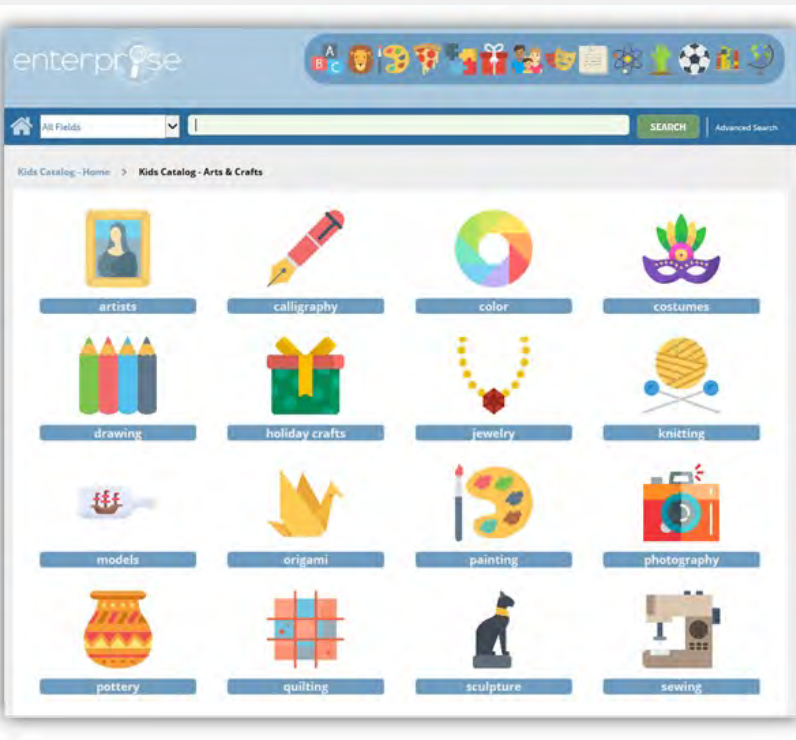 enterprise
A
B C
All Fields
SEARCH
Advanced Search
Kids Catalog - Home > Kids Catalog - Arts & Crafts
artists calligraphy color costumes
drawing holiday crafts jewelry knitting
models origami painting photography
pottery quilting sculpture sewing